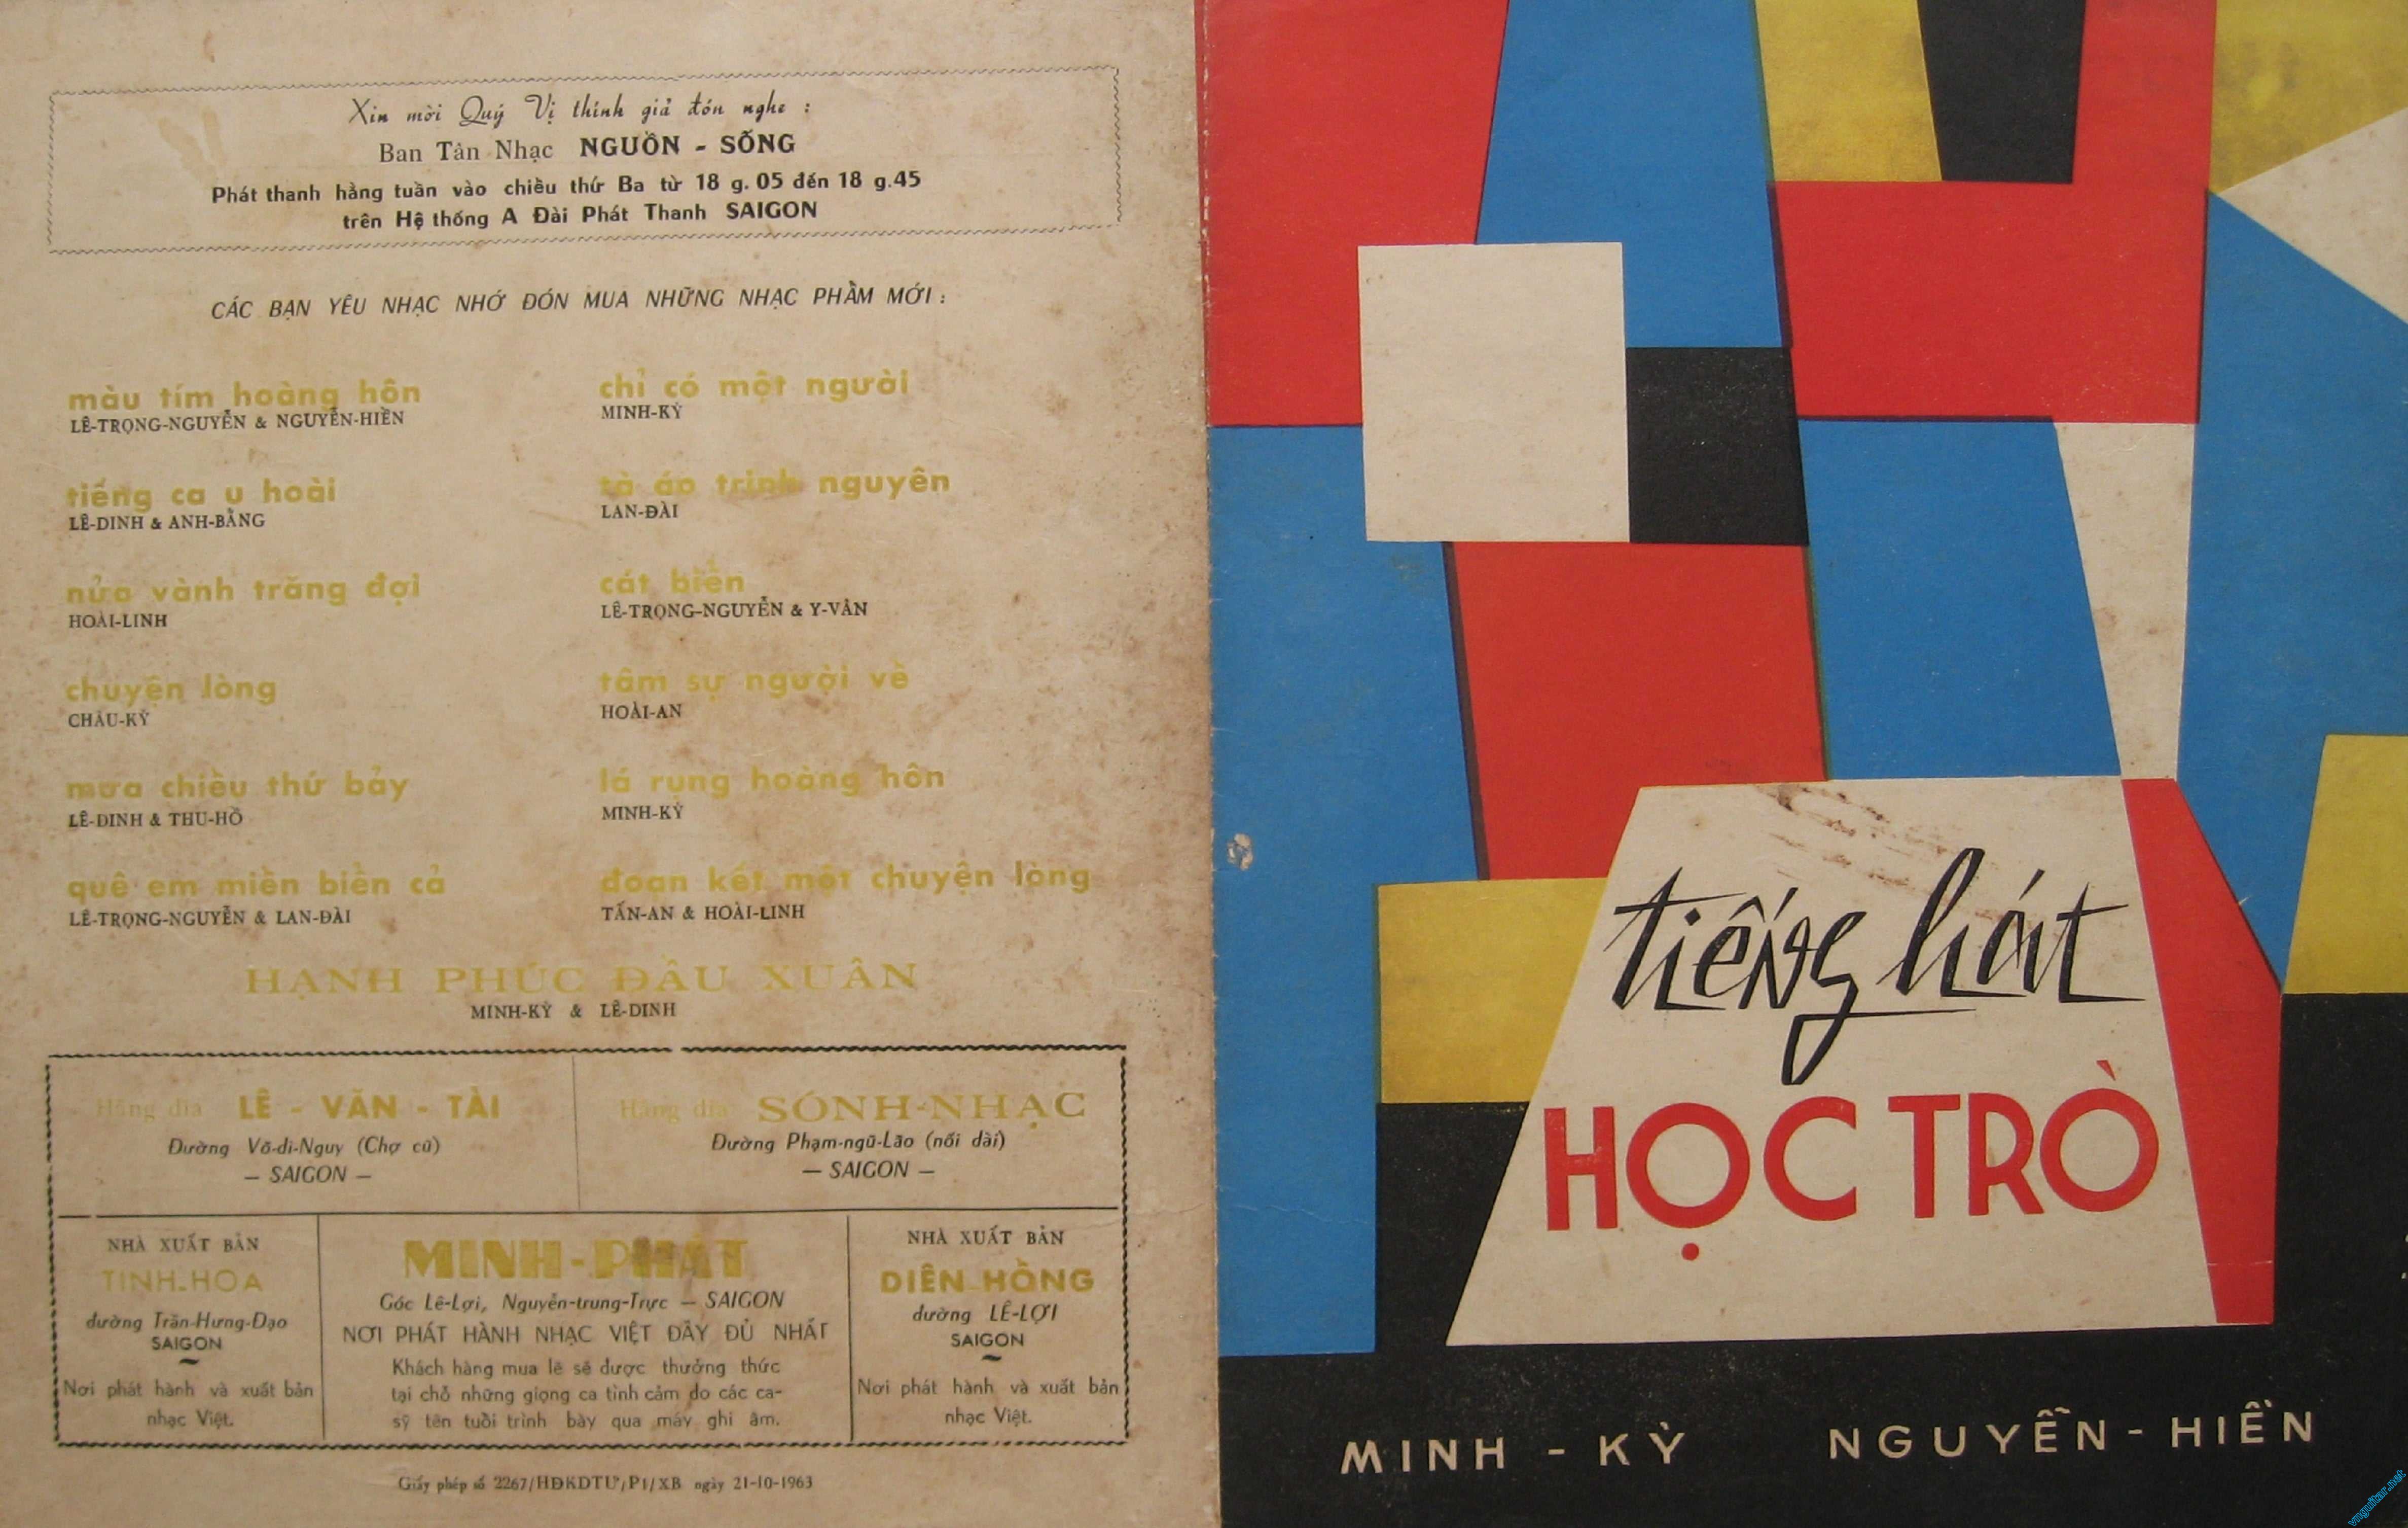 Xin mời Quý Vị thính giả đón nghe :
Ban Tân Nhạc NGUỒN - SỐNG
Phát thanh hằng tuần vào chiều thứ Ba từ 18 g. 05 đến 18 g.45
trên Hệ thống A Đài Phát Thanh SAIGON
CÁC BẠN YÊU NHẠC NHỚ ĐÓN MUA NHỮNG NHẠC PHẨM MỚI :
màu tím hoàng hôn
LÊ-TRỌNG-NGUYỄN & NGUYỄN-HIỀN
tiếng ca u hoài
LÊ-DINH & ANH-BẰNG
nửa vành trăng đợi
HOÀI-LINH
chuyện lòng
CHÂU-KỲ
mưa chiều thứ bảy
LÊ-DINH & THU-HỒ
quê em miền biển cả
LÊ-TRỌNG-NGUYỄN & LAN-ĐÀI
chỉ có một người
MINH-KỲ
tà áo trinh nguyên
LAN-ĐÀI
cát biển
LÊ-TRỌNG-NGUYỄN & Y-VÂN
tâm sự người về
HOÀI-AN
lá rụng hoàng hôn
MINH-KỲ
đoạn kết một chuyện lòng
TẤN-AN & HOÀI-LINH
HẠNH PHÚC ĐẦU XUÂN
MINH-KỲ & LÊ-DINH
Hãng dĩa LÊ - VĂN - TÀI
Đường Võ-di-Nguy (Chợ cũ)
— SAIGON —
Hãng dĩa SÓNH-NHẠC
Đường Phạm-ngũ-Lão (nối dài)
— SAIGON —
NHÀ XUẤT BẢN
TINH-HOA
đường Trần-Hưng-Đạo
SAIGON
Nơi phát hành và xuất bản
nhạc Việt.
MINH-PHÁT
Góc Lê-Lợi, Nguyễn-trung-Trực — SAIGON
NƠI PHÁT HÀNH NHẠC VIỆT ĐẦY ĐỦ NHẤT
Khách hàng mua lẽ sẽ được thưởng thức
tại chỗ những giọng ca tình cảm do các ca-
sỹ tên tuổi trình bày qua máy ghi âm.
NHÀ XUẤT BẢN
DIÊN-HỒNG
đường LÊ-LỢI
SAIGON
Nơi phát hành và xuất bản
nhạc Việt.
Giấy phép số 2267/HĐKDTƯ/P1/XB ngày 21-10-1963
tiếng hát
HỌC TRÒ
MINH - KỲ NGUYỄN - HIỀN
vnguitar.net